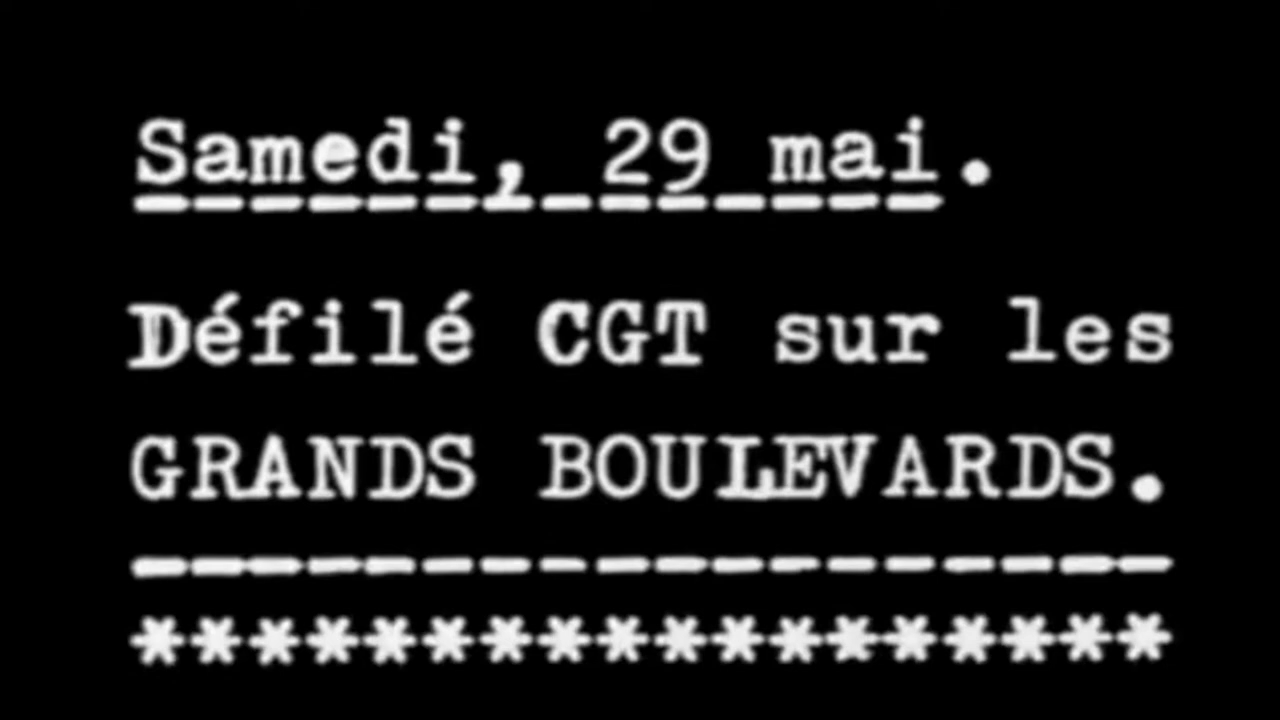 Samedi, 29 mai.
Défilé CGT sur les
GRANDS BOULEVARDS.
------------------
******************